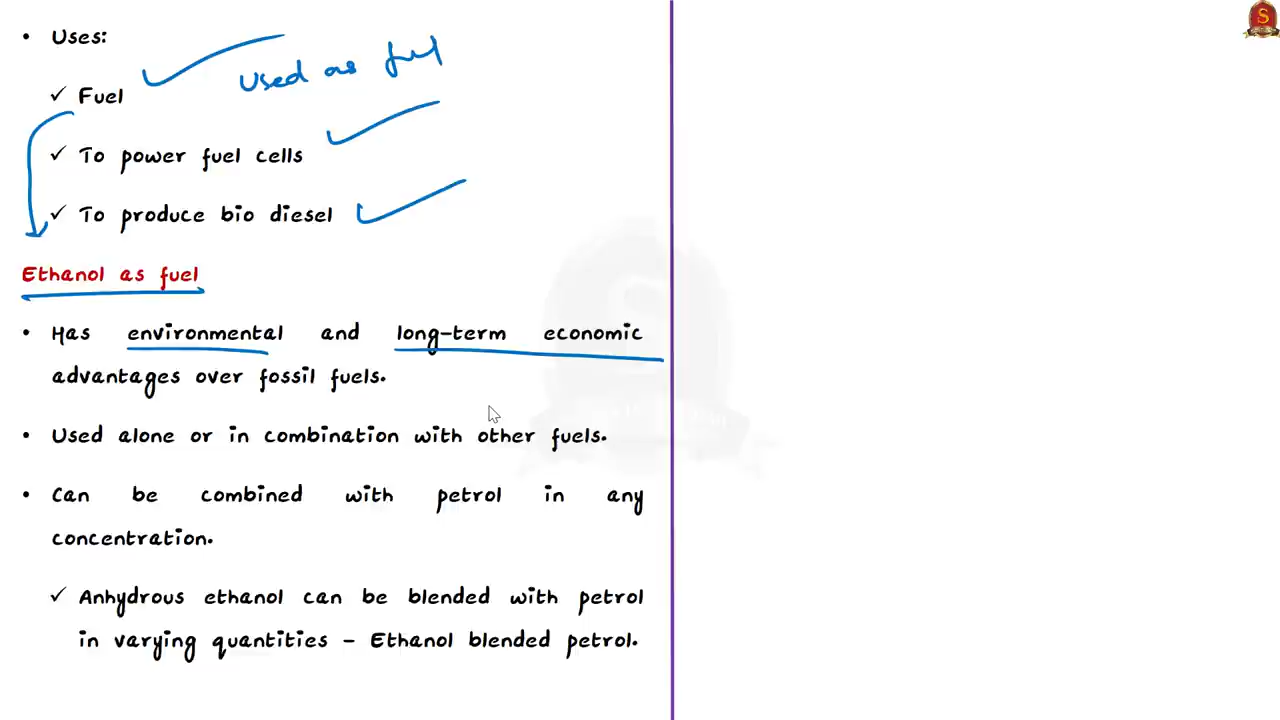 • Uses:
✓ Fuel
Used as fuel
✓ To power fuel cells
✓ To produce bio diesel
Ethanol as fuel
• Has environmental and long-term economic
advantages over fossil fuels.
• Used alone or in combination with other fuels.
• Can be combined with petrol in any
concentration.
✓ Anhydrous ethanol can be blended with petrol
in varying quantities – Ethanol blended petrol.
S